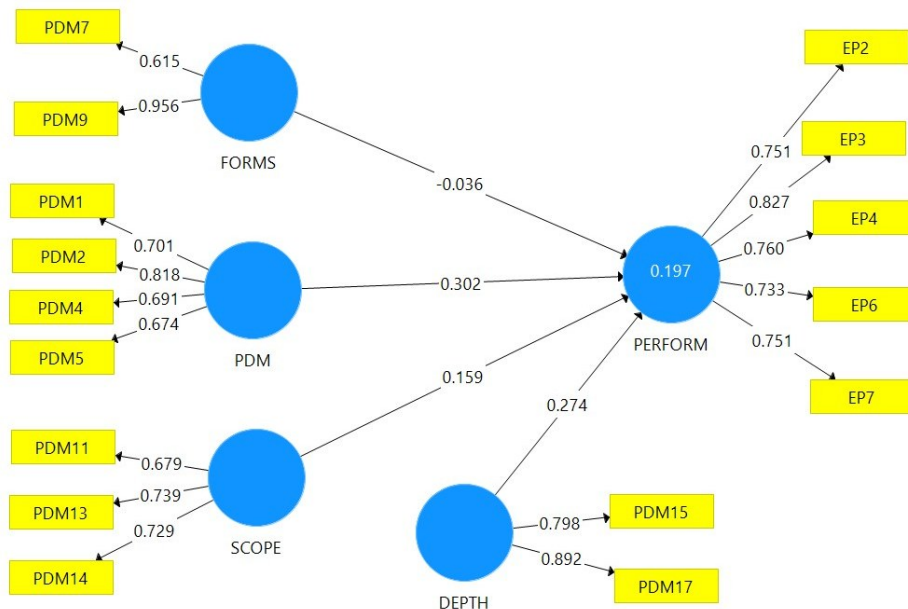 PDM7
0.615
0.956
PDM9
FORMS
-0.036
PDM1
0.701
PDM2
0.818
PDM4
0.691
0.674
PDM5
PDM
0.302
PDM11
0.679
PDM13
0.739
0.729
PDM14
SCOPE
0.159
DEPTH
0.274
0.798
PDM15
0.892
PDM17
0.197
PERFORM
EP2
0.751
EP3
0.827
EP4
0.760
0.733
EP6
0.751
EP7